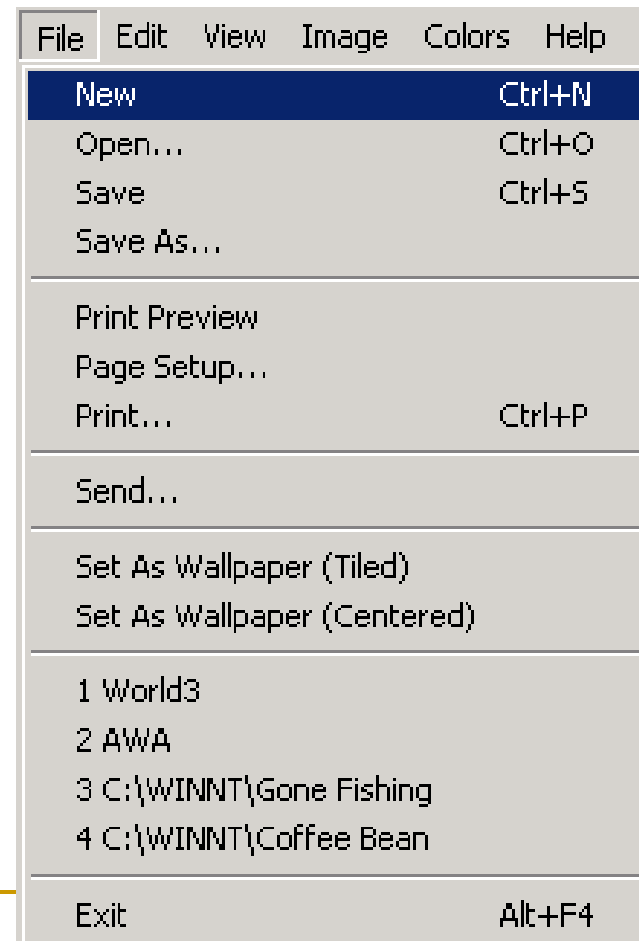 File Edit View Image Colors Help
New Ctrl+N
Open... Ctrl+O
Save Ctrl+S
Save As...
Print Preview
Page Setup...
Print... Ctrl+P
Send...
Set As Wallpaper (Tiled)
Set As Wallpaper (Centered)
1 World3
2 AWA
3 C:\WINNT\Gone Fishing
4 C:\WINNT\Coffee Bean
Exit Alt+F4